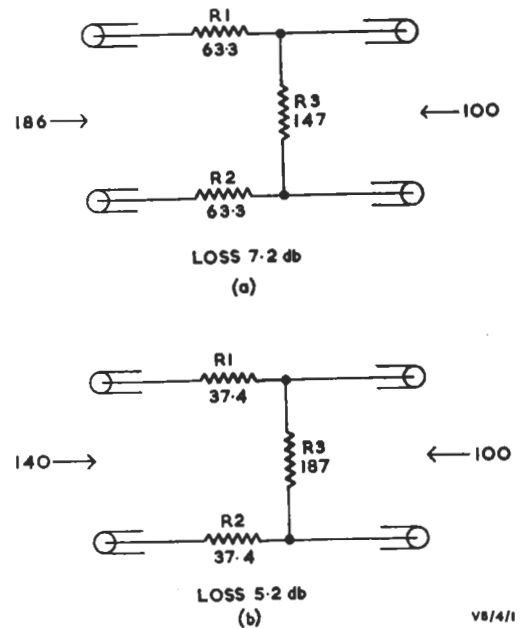 R1
63·3
R3
147
186
100
R2
63·3
LOSS 7·2 db
(a)
R1
37·4
R3
187
140
100
R2
37·4
LOSS 5·2 db
(b)
V8/4/1